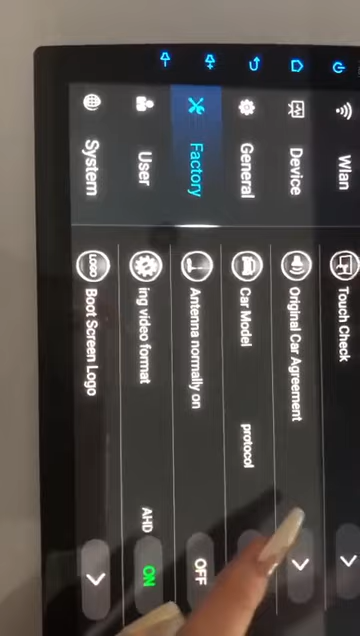 Wlan
Device
General
Factory
User
System
Touch Check
Original Car Agreement
Car Model
protocol
Antenna normally on
OFF
ing video format
AHD
ON
LOGO
Boot Screen Logo